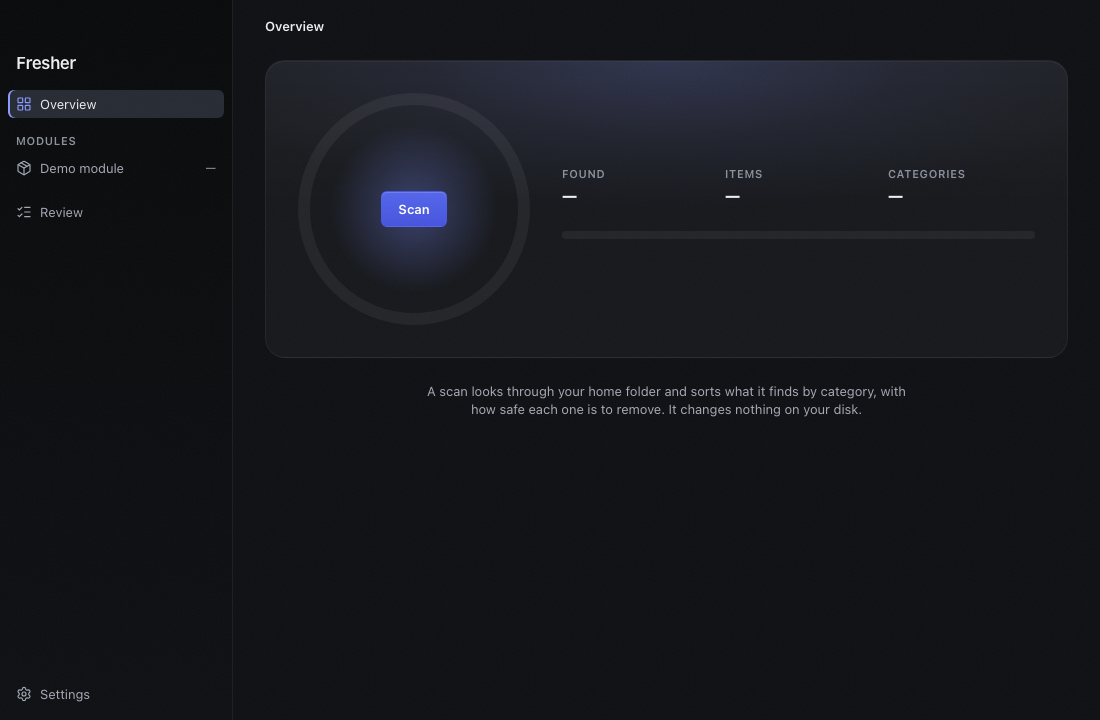 Overview
Fresher
Overview
MODULES
Demo module —
Review
Settings
Scan
FOUND
—
ITEMS
—
CATEGORIES
—
A scan looks through your home folder and sorts what it finds by category, with
how safe each one is to remove. It changes nothing on your disk.